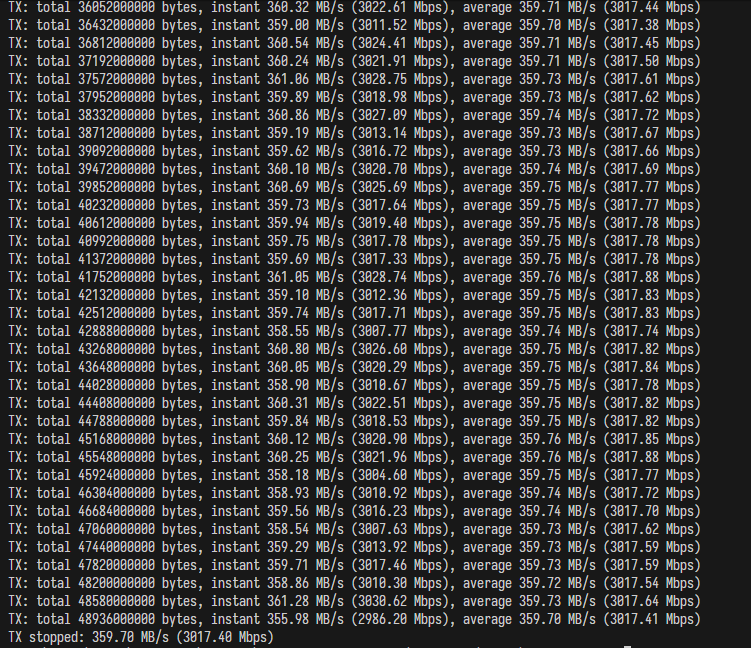 TX: total 36052000000 bytes, instant 360.32 MB/s (3022.61 Mbps), average 359.71 MB/s (3017.44 Mbps)
TX: total 36432000000 bytes, instant 359.00 MB/s (3011.52 Mbps), average 359.70 MB/s (3017.38 Mbps)
TX: total 36812000000 bytes, instant 360.54 MB/s (3024.41 Mbps), average 359.71 MB/s (3017.45 Mbps)
TX: total 37192000000 bytes, instant 360.24 MB/s (3021.91 Mbps), average 359.71 MB/s (3017.50 Mbps)
TX: total 37572000000 bytes, instant 361.06 MB/s (3028.75 Mbps), average 359.73 MB/s (3017.61 Mbps)
TX: total 37952000000 bytes, instant 359.89 MB/s (3018.98 Mbps), average 359.73 MB/s (3017.62 Mbps)
TX: total 38332000000 bytes, instant 360.86 MB/s (3027.09 Mbps), average 359.74 MB/s (3017.72 Mbps)
TX: total 38712000000 bytes, instant 359.19 MB/s (3013.14 Mbps), average 359.73 MB/s (3017.67 Mbps)
TX: total 39092000000 bytes, instant 359.62 MB/s (3016.72 Mbps), average 359.73 MB/s (3017.66 Mbps)
TX: total 39472000000 bytes, instant 360.10 MB/s (3020.70 Mbps), average 359.74 MB/s (3017.69 Mbps)
TX: total 39852000000 bytes, instant 360.69 MB/s (3025.69 Mbps), average 359.75 MB/s (3017.77 Mbps)
TX: total 40232000000 bytes, instant 359.73 MB/s (3017.64 Mbps), average 359.75 MB/s (3017.77 Mbps)
TX: total 40612000000 bytes, instant 359.94 MB/s (3019.40 Mbps), average 359.75 MB/s (3017.78 Mbps)
TX: total 40992000000 bytes, instant 359.75 MB/s (3017.78 Mbps), average 359.75 MB/s (3017.78 Mbps)
TX: total 41372000000 bytes, instant 359.69 MB/s (3017.33 Mbps), average 359.75 MB/s (3017.78 Mbps)
TX: total 41752000000 bytes, instant 361.05 MB/s (3028.74 Mbps), average 359.76 MB/s (3017.88 Mbps)
TX: total 42132000000 bytes, instant 359.10 MB/s (3012.36 Mbps), average 359.75 MB/s (3017.83 Mbps)
TX: total 42512000000 bytes, instant 359.74 MB/s (3017.71 Mbps), average 359.75 MB/s (3017.83 Mbps)
TX: total 42888000000 bytes, instant 358.55 MB/s (3007.77 Mbps), average 359.74 MB/s (3017.74 Mbps)
TX: total 43268000000 bytes, instant 360.80 MB/s (3026.60 Mbps), average 359.75 MB/s (3017.82 Mbps)
TX: total 43648000000 bytes, instant 360.05 MB/s (3020.29 Mbps), average 359.75 MB/s (3017.84 Mbps)
TX: total 44028000000 bytes, instant 358.90 MB/s (3010.67 Mbps), average 359.75 MB/s (3017.78 Mbps)
TX: total 44408000000 bytes, instant 360.31 MB/s (3022.51 Mbps), average 359.75 MB/s (3017.82 Mbps)
TX: total 44788000000 bytes, instant 359.84 MB/s (3018.53 Mbps), average 359.75 MB/s (3017.82 Mbps)
TX: total 45168000000 bytes, instant 360.12 MB/s (3020.90 Mbps), average 359.76 MB/s (3017.85 Mbps)
TX: total 45548000000 bytes, instant 360.25 MB/s (3021.96 Mbps), average 359.76 MB/s (3017.88 Mbps)
TX: total 45924000000 bytes, instant 358.18 MB/s (3004.60 Mbps), average 359.75 MB/s (3017.77 Mbps)
TX: total 46304000000 bytes, instant 358.93 MB/s (3010.92 Mbps), average 359.74 MB/s (3017.72 Mbps)
TX: total 46684000000 bytes, instant 359.56 MB/s (3016.23 Mbps), average 359.74 MB/s (3017.70 Mbps)
TX: total 47060000000 bytes, instant 358.54 MB/s (3007.63 Mbps), average 359.73 MB/s (3017.62 Mbps)
TX: total 47440000000 bytes, instant 359.29 MB/s (3013.92 Mbps), average 359.73 MB/s (3017.59 Mbps)
TX: total 47820000000 bytes, instant 359.71 MB/s (3017.46 Mbps), average 359.73 MB/s (3017.59 Mbps)
TX: total 48200000000 bytes, instant 358.86 MB/s (3010.30 Mbps), average 359.72 MB/s (3017.54 Mbps)
TX: total 48580000000 bytes, instant 361.28 MB/s (3030.62 Mbps), average 359.73 MB/s (3017.64 Mbps)
TX: total 48936000000 bytes, instant 355.98 MB/s (2986.20 Mbps), average 359.70 MB/s (3017.41 Mbps)
TX stopped: 359.70 MB/s (3017.40 Mbps)